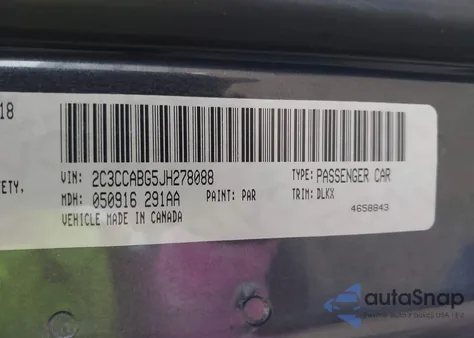 18
VIN: 2C3CCABG5JH278088
TYPE: PASSENGER CAR
ETY,
MDH: 050916 291AA
PAINT: PAR
TRIM: DLKX
VEHICLE MADE IN CANADA
4658843
autoSnap